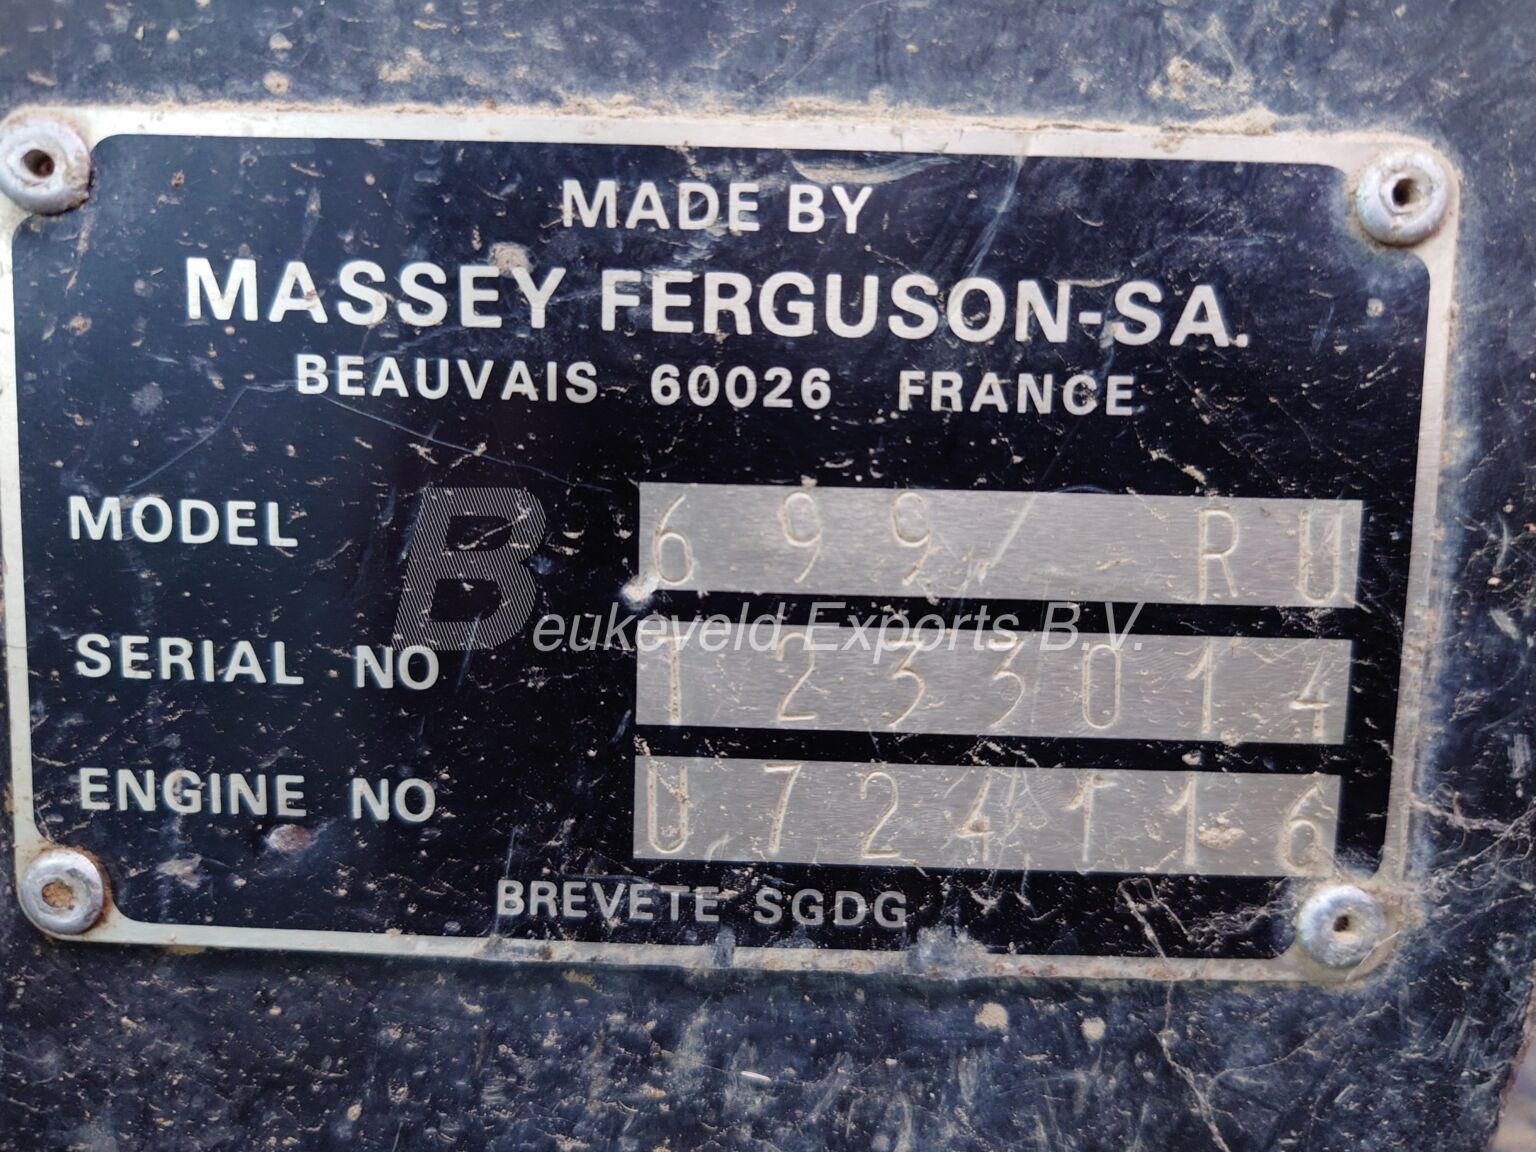 MADE BY
MASSEY FERGUSON-SA.
BEAUVAIS 60026 FRANCE
MODEL 699/ RU
Beukeveld Exports B.V.
SERIAL NO T233014
ENGINE NO U724116
BREVETE SGDG